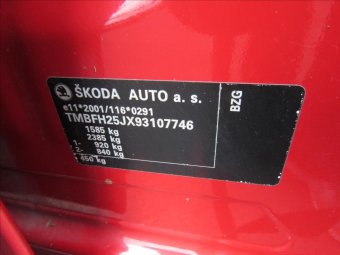 ŠKODA AUTO a. s.
e11*2001/116*0291
TMBFH25JX93107746
1585 kg
2385 kg
1- 920 kg
2- 840 kg
450 kg
BZG